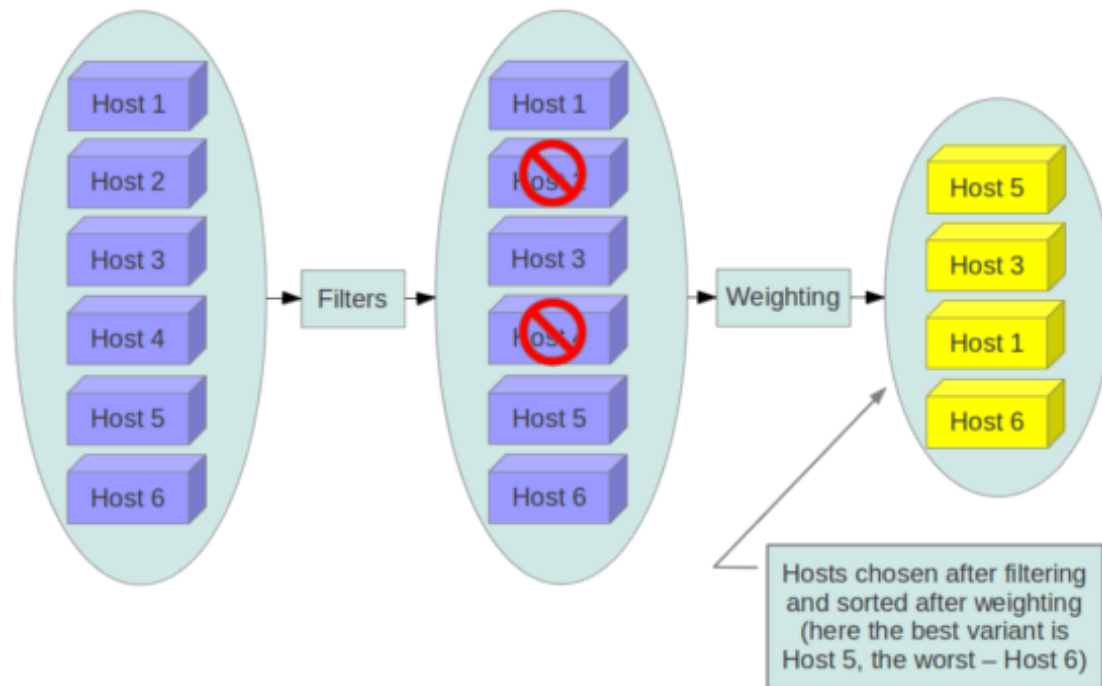 Host 1
Host 2
Host 3
Host 4
Host 5
Host 6
Filters
Host 1
Host
Host 3
Host
Host 5
Host 6
Weighting
Host 5
Host 3
Host 1
Host 6
Hosts chosen after filtering
and sorted after weighting
(here the best variant is
Host 5, the worst – Host 6)